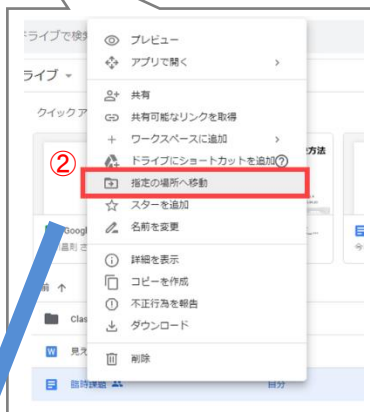 ドライブで検索
プレビュー
アプリで開く
ライブ
共有
クイックア
共有可能なリンクを取得
ワークスペースに追加
方法
②
ドライブにショートカットを追加
指定の場所へ移動
スターを追加
Googl
名前を変更
詳細を表示
前 ↑
コピーを作成
不正行為を報告
Clas
ダウンロード
W 見え
削除
臨時課題
自分